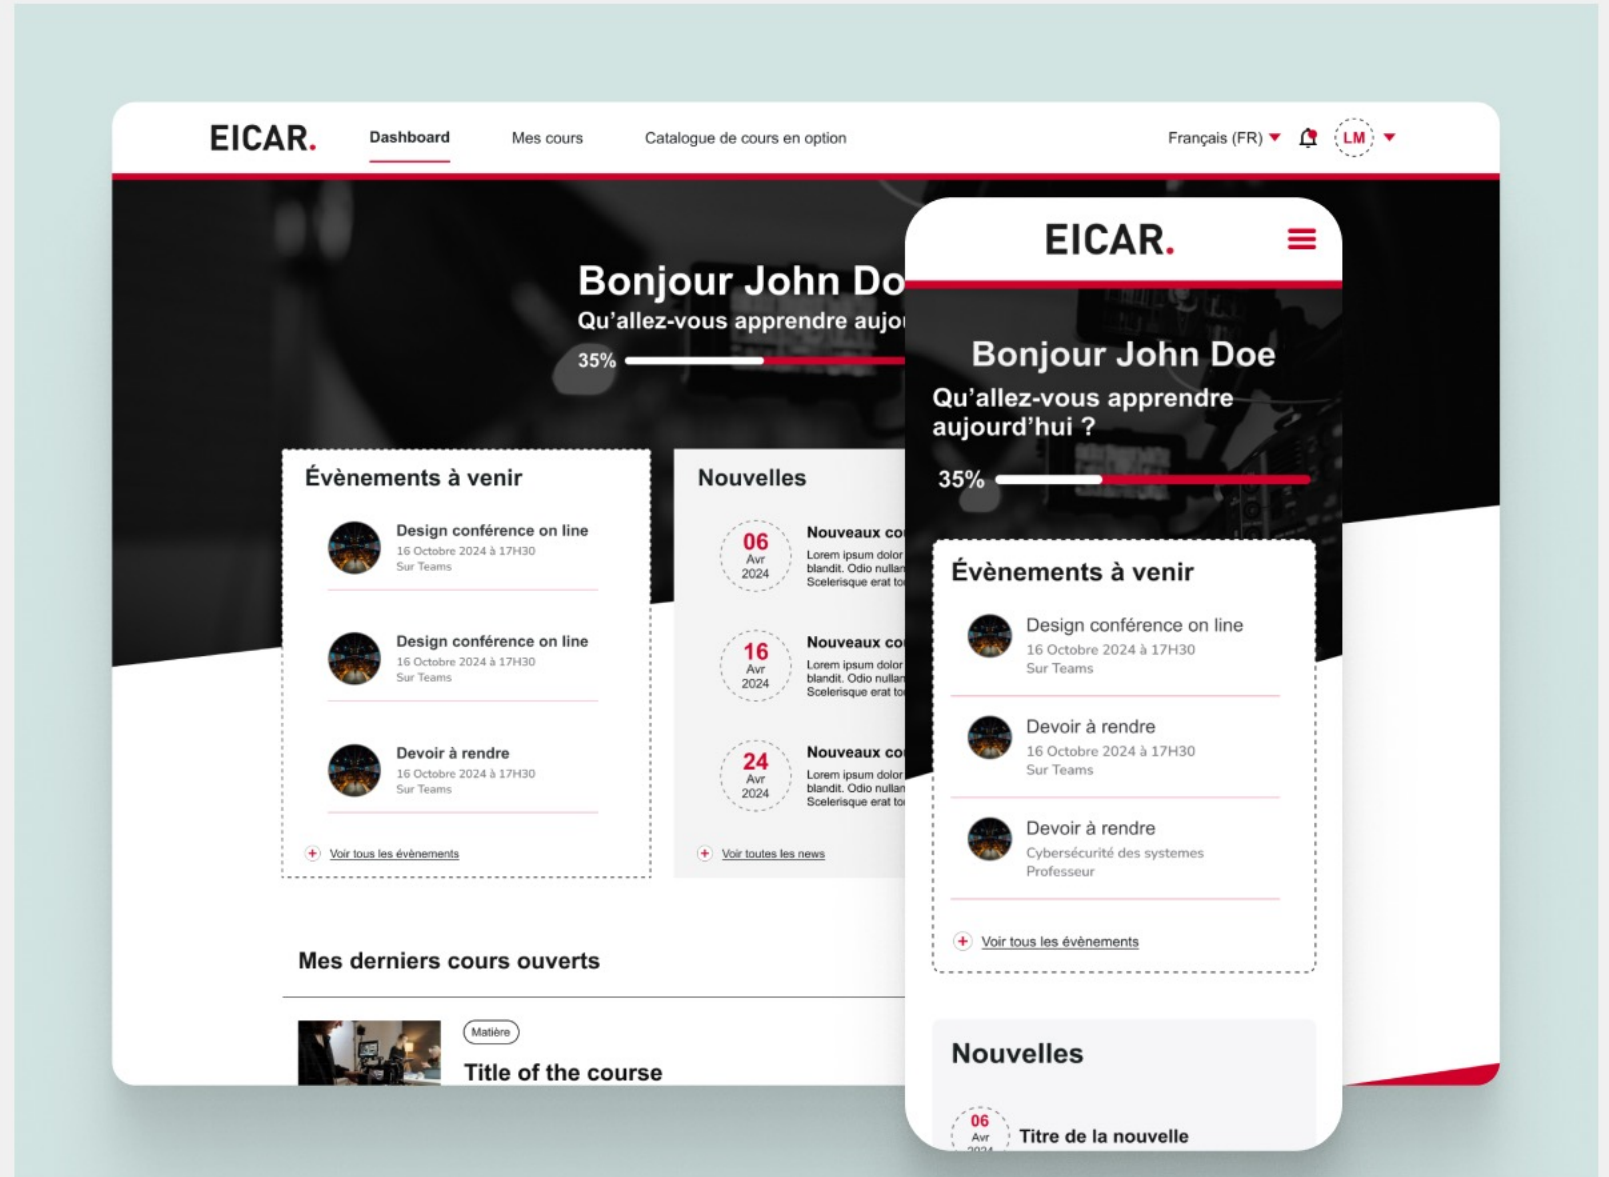 EICAR.
Dashboard
Mes cours
Catalogue de cours en option
Français (FR)
LM
Bonjour John Do
Qu'allez-vous apprendre aujo
35%
Évènements à venir
Design conférence on line
16 Octobre 2024 à 17H30
Sur Teams
Design conférence on line
16 Octobre 2024 à 17H30
Sur Teams
Devoir à rendre
16 Octobre 2024 à 17H30
Sur Teams
Voir tous les évènements
Nouvelles
06
Avr
2024
Nouveaux co
Lorem ipsum dolor
blandit. Odio nullan
Scelerisque erat to
16
Avr
2024
Nouveaux co
Lorem ipsum dolor
blandit. Odio nullan
Scelerisque erat to
24
Avr
2024
Nouveaux co
Lorem ipsum dolor
blandit. Odio nullan
Scelerisque erat to
Voir toutes les news
Mes derniers cours ouverts
Matière
Title of the course
EICAR.
Bonjour John Doe
Qu'allez-vous apprendre
aujourd'hui ?
35%
Évènements à venir
Design conférence on line
16 Octobre 2024 à 17H30
Sur Teams
Devoir à rendre
16 Octobre 2024 à 17H30
Sur Teams
Devoir à rendre
Cybersécurité des systemes
Professeur
Voir tous les évènements
Nouvelles
06
Avr
2024
Titre de la nouvelle